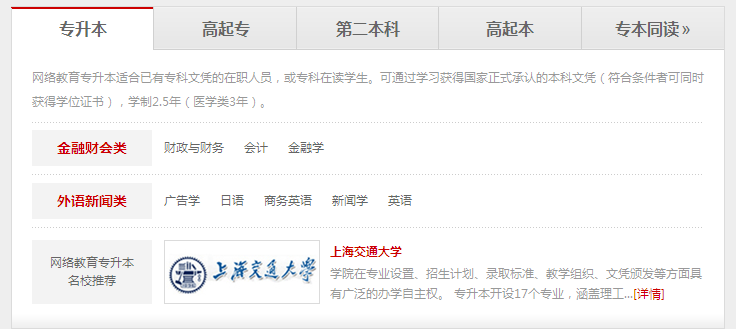 专升本 高起专 第二本科 高起本 专本同读»
网络教育专升本适合已有专科文凭的在职人员，或专科在读学生。可通过学习获得国家正式承认的本科文凭（符合条件者可同时
获得学位证书），学制2.5年（医学类3年）。
金融财会类 财政与财务 会计 金融学
外语新闻类 广告学 日语 商务英语 新闻学 英语
网络教育专升本
名校推荐
上海交通大学
上海交通大学
学院在专业设置、招生计划、录取标准、教学组织、文凭颁发等方面具
有广泛的办学自主权。 专升本开设17个专业，涵盖理工...[详情]